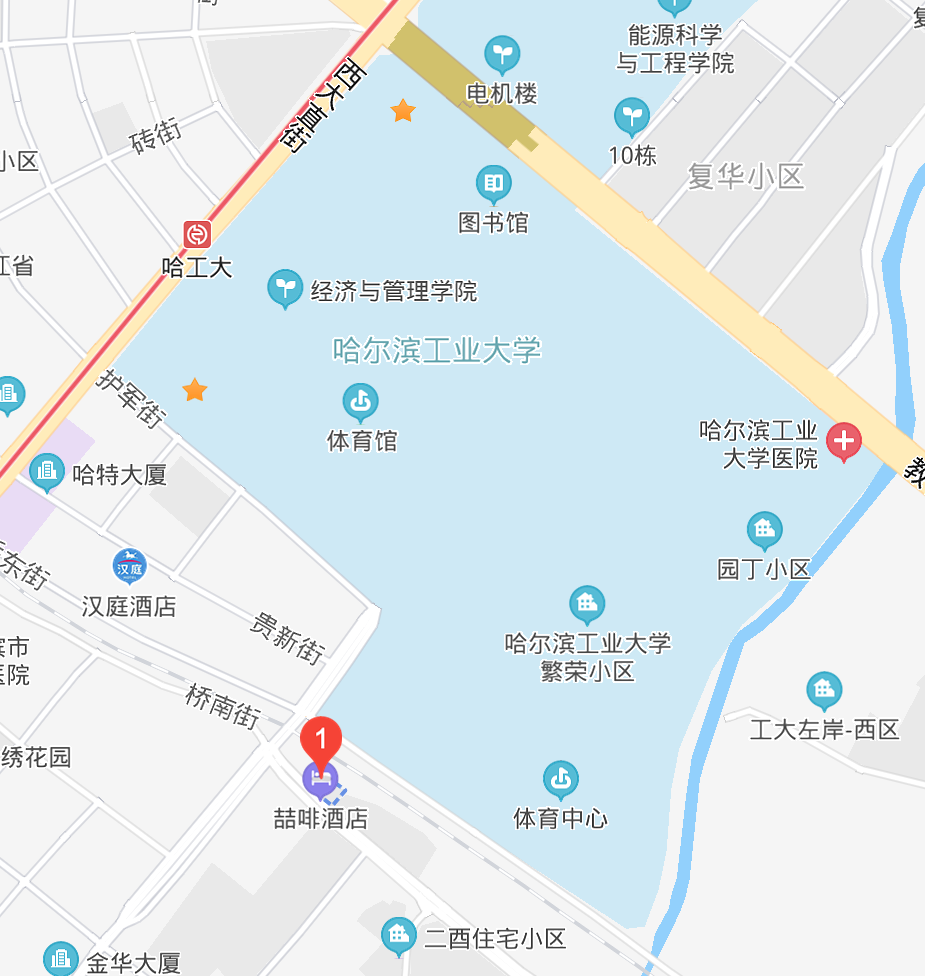 能源科学
与工程学院
西大直街
电机楼
砖街
10栋
小区
复华小区
图书馆
哈工大
江省
经济与管理学院
哈尔滨工业大学
护军街
体育馆
哈尔滨工业
大学医院
教
哈特大厦
东街
园丁小区
汉庭
汉庭酒店
贵新街
哈尔滨工业大学
繁荣小区
滨市
医院
桥南街
工大左岸-西区
1
绣花园
喆啡酒店
体育中心
二酉住宅小区
金华大厦